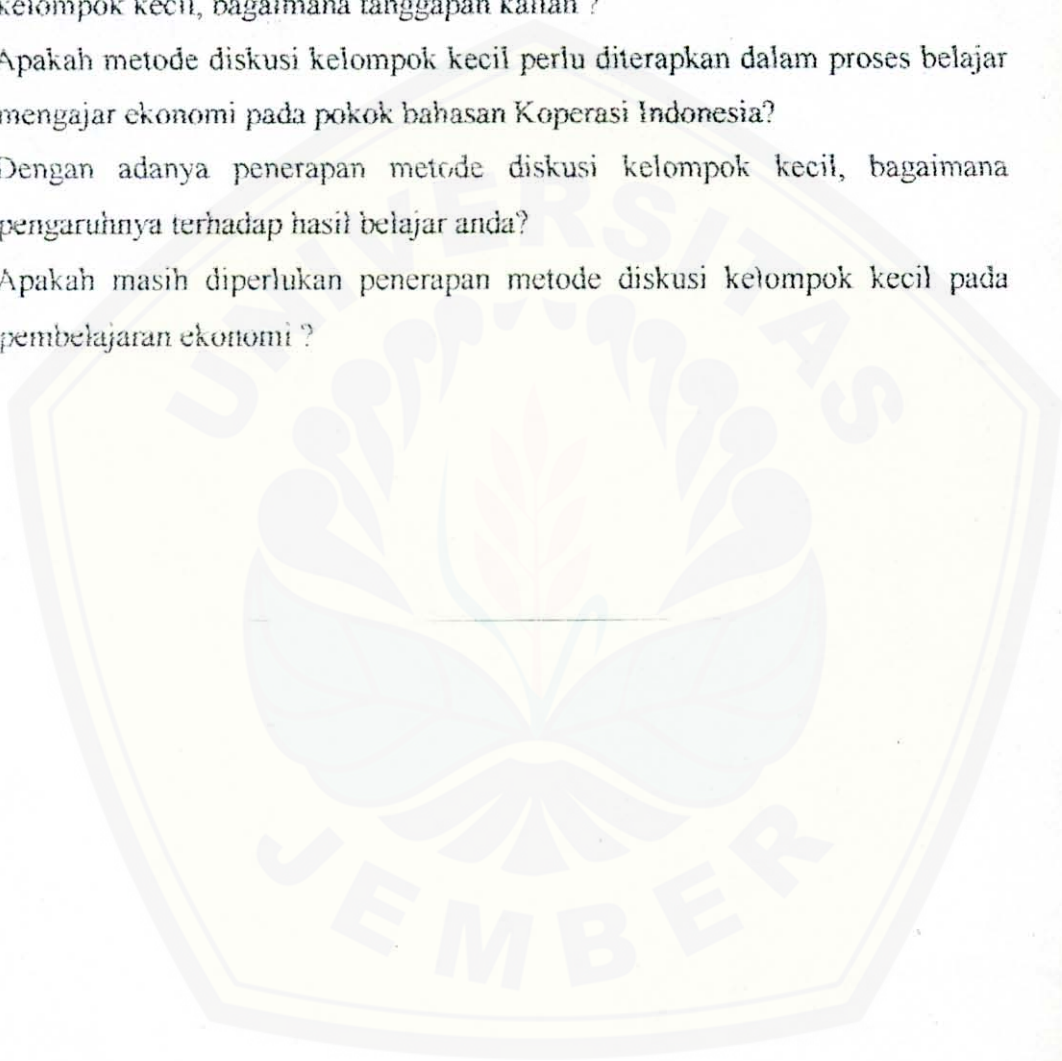 kelompok kecil, bagaimana tanggapan kalian ?
Apakah metode diskusi kelompok kecil perlu diterapkan dalam proses belajar
mengajar ekonomi pada pokok bahasan Koperasi Indonesia?
Dengan adanya penerapan metode diskusi kelompok kecil, bagaimana
pengaruhnya terhadap hasil belajar anda?
Apakah masih diperlukan penerapan metode diskusi kelompok kecil pada
pembelajaran ekonomi ?
UNIVERSITAS
JEMBER